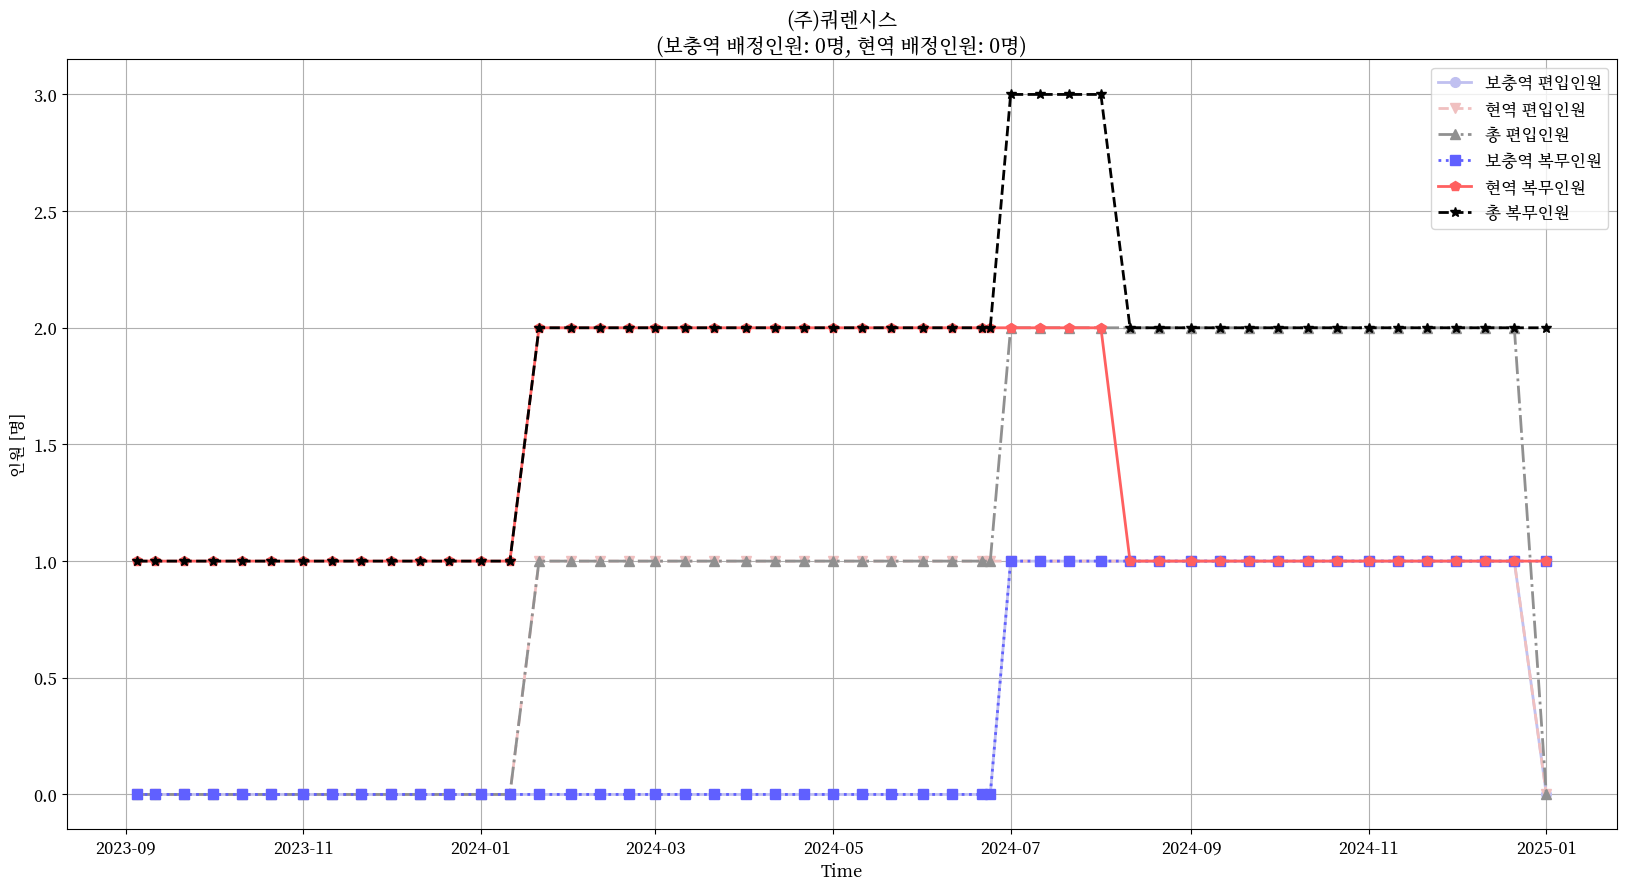 (주)쿼렌시스
(보충역 배정인원: 0명, 현역 배정인원: 0명)
보충역 편입인원
현역 편입인원
총 편입인원
보충역 복무인원
현역 복무인원
총 복무인원
인원 [명]
3.0
2.5
2.0
1.5
1.0
0.5
0.0
2023-09 2023-11 2024-01 2024-03 2024-05 2024-07 2024-09 2024-11 2025-01
Time